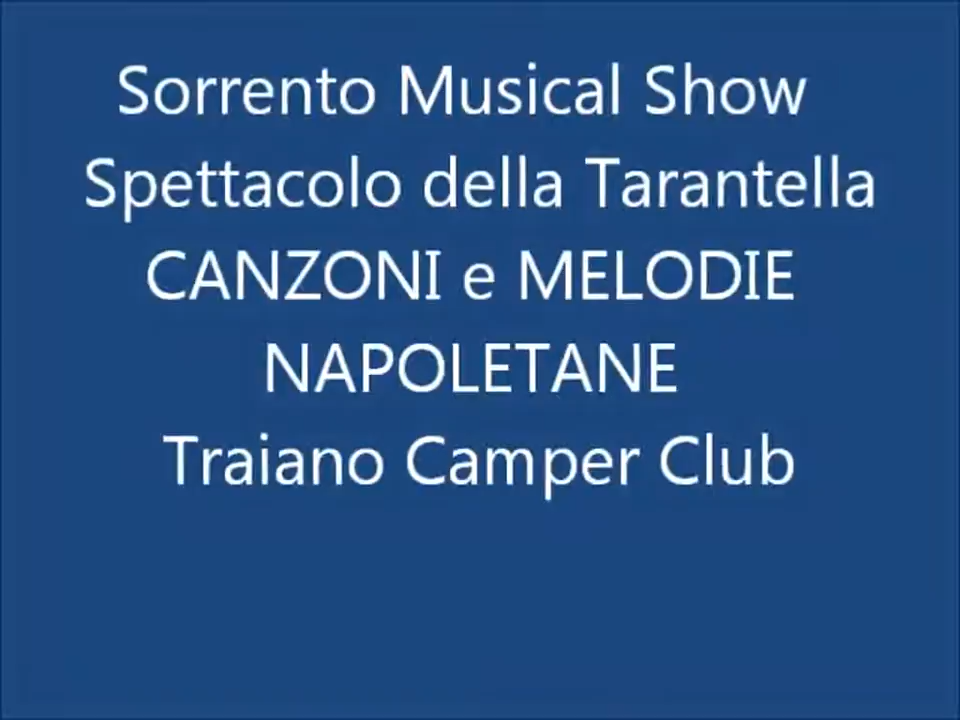 Sorrento Musical Show
Spettacolo della Tarantella
CANZONI e MELODIE
NAPOLETANE
Traiano Camper Club